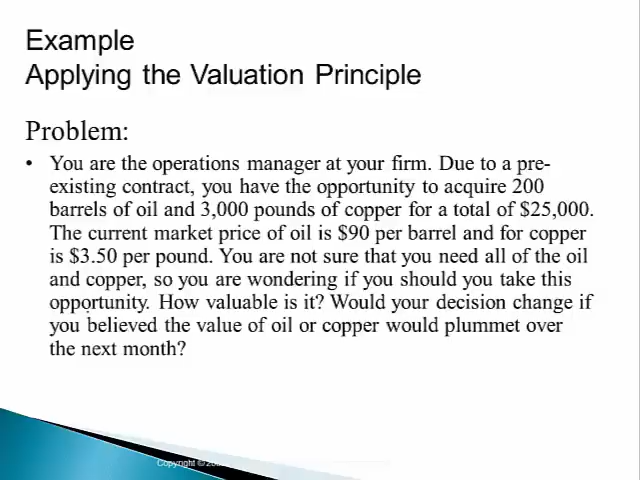 Example
Applying the Valuation Principle
Problem:
• You are the operations manager at your firm. Due to a pre-
existing contract, you have the opportunity to acquire 200
barrels of oil and 3,000 pounds of copper for a total of $25,000.
The current market price of oil is $90 per barrel and for copper
is $3.50 per pound. You are not sure that you need all of the oil
and copper, so you are wondering if you should you take this
opportunity. How valuable is it? Would your decision change if
you believed the value of oil or copper would plummet over
the next month?
Copyright ©